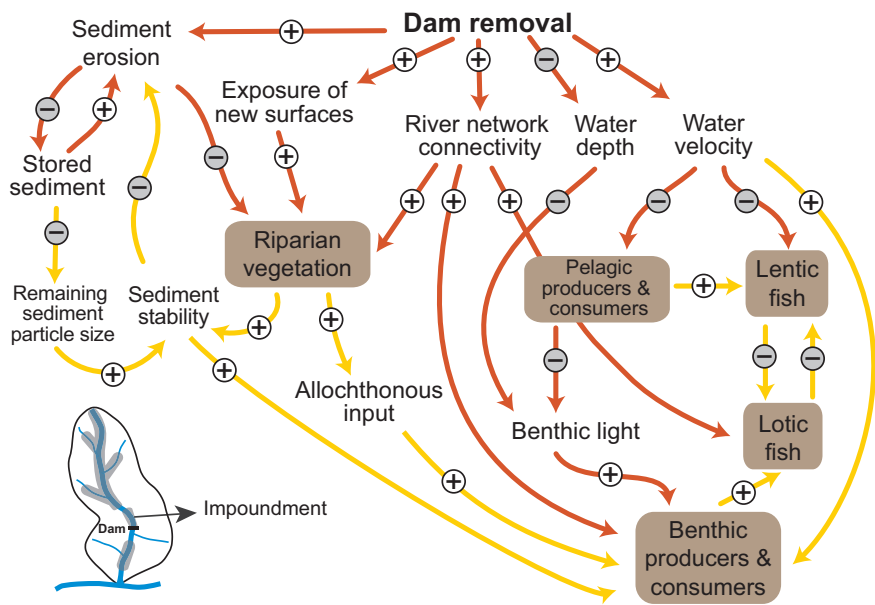 Dam removal
Sediment
erosion
Exposure of
new surfaces
River network
connectivity
Water
depth
Water
velocity
Stored
sediment
Riparian
vegetation
Pelagic
producers &
consumers
Lentic
fish
Remaining
sediment
particle size
Sediment
stability
Allochthonous
input
Benthic light
Lotic
fish
Impoundment
Dam
Benthic
producers &
consumers